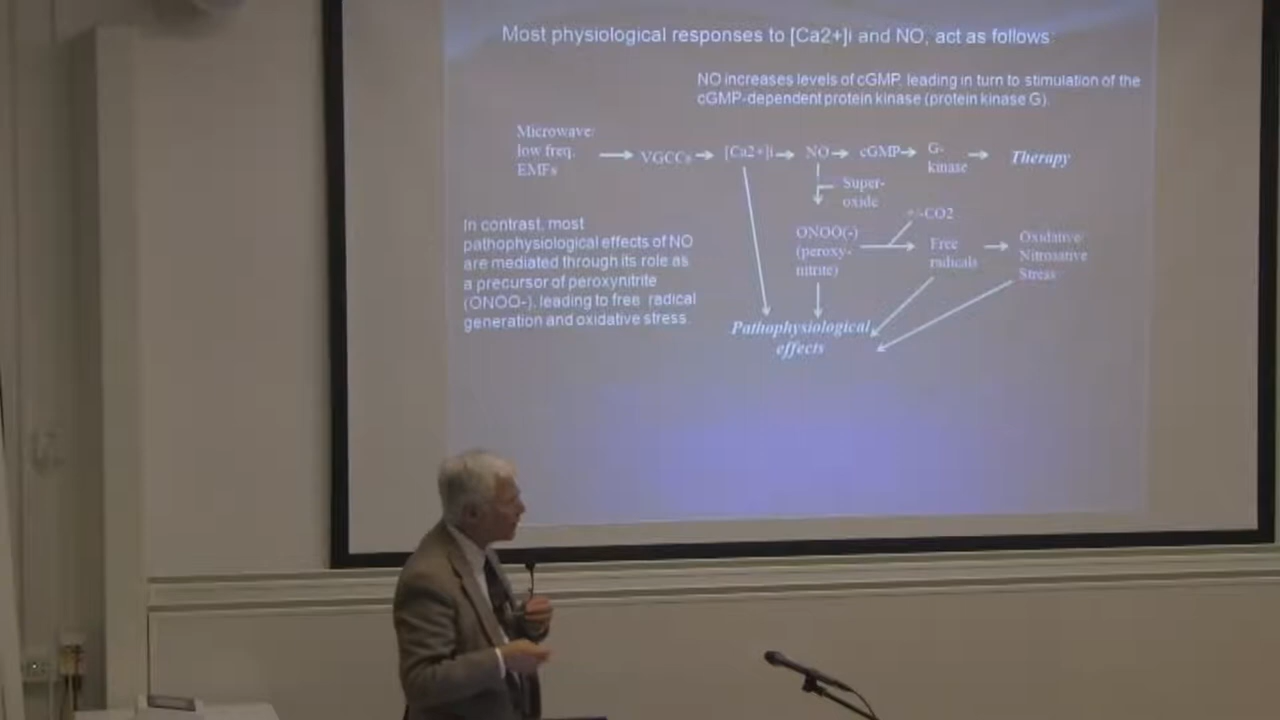 Most physiological responses to [Ca2+]i and NO, act as follows:
NO increases levels of cGMP, leading in turn to stimulation of the
cGMP-dependent protein kinase (protein kinase G).
Microwave/
low freq.
EMFs
VGCCs
[Ca2+]i
NO
cGMP
G-
kinase
Therapy
Super-
oxide
In contrast, most
pathophysiological effects of NO
are mediated through its role as
a precursor of peroxynitrite
(ONOO-), leading to free radical
generation and oxidative stress.
+/-CO2
ONOO(-)
(peroxy-
nitrite)
Free
radicals
Oxidative/
Nitrosative
Stress
Pathophysiological
effects